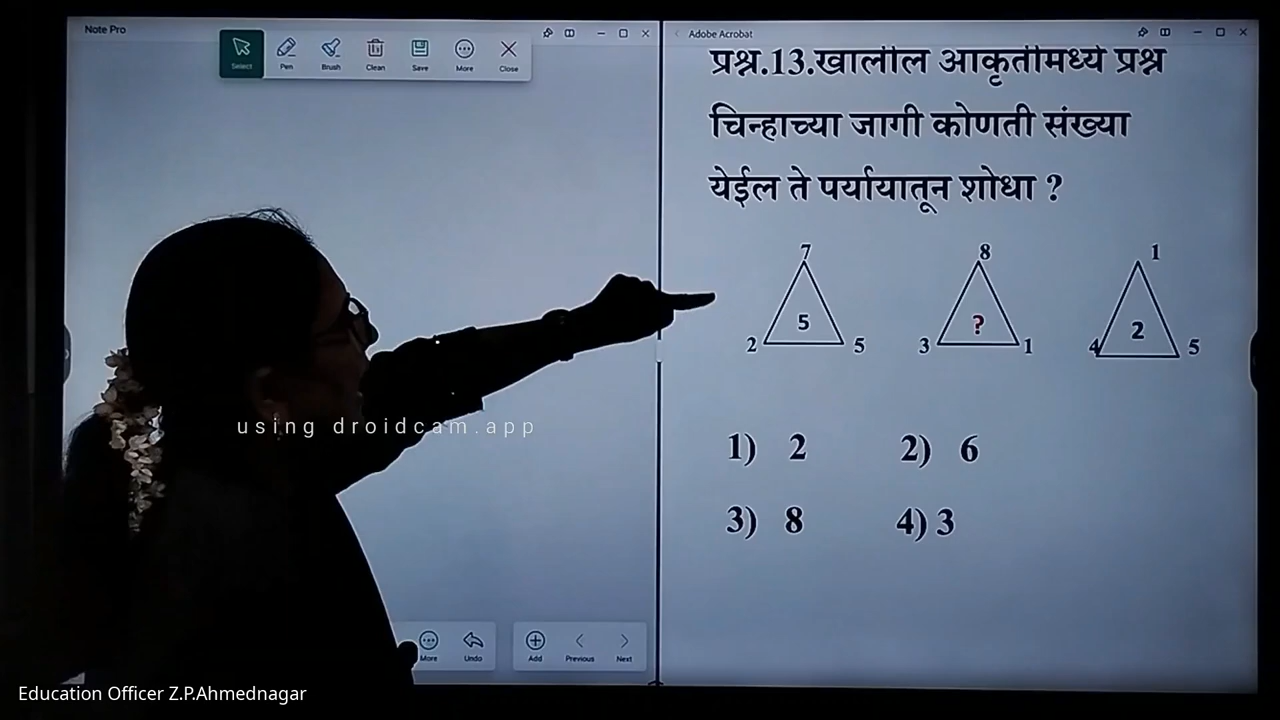 Note Pro
Select Pen Brush Clean Save More Close
Adobe Acrobat
प्रश्न.13.खालील आकृतीमध्ये प्रश्न
चिन्हाच्या जागी कोणती संख्या
येईल ते पर्यायातून शोधा ?
7 8 1
5 ? 2
2 5 3 1 4 5
1) 2 2) 6
3) 8 4) 3
using droidcam.app
More Undo Add Previous Next
Education Officer Z.P.Ahmednagar